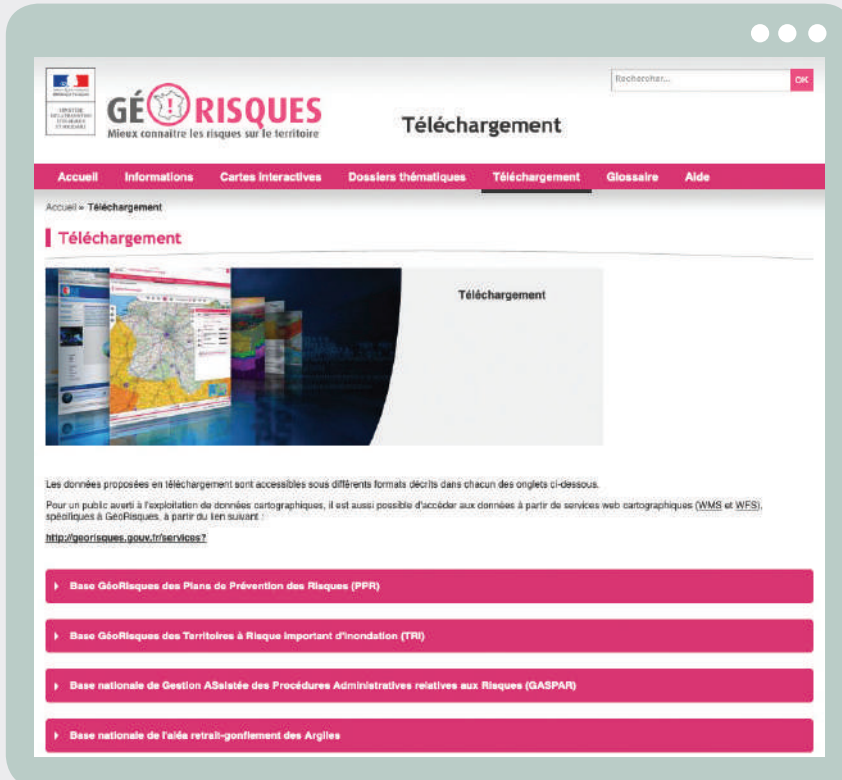 Rechercher...
OK
GÉORISQUES
Mieux connaître les risques sur le territoire
Téléchargement
Accueil Informations Cartes interactives Dossiers thématiques Téléchargement Glossaire Aide
Accueil » Téléchargement
Téléchargement
Téléchargement
Les données proposées en téléchargement sont accessibles sous différents formats décrits dans chacun des onglets ci-dessous.
Pour un public averti à l'exploitation de données cartographiques, il est aussi possible d'accéder aux données à partir de services web cartographiques (WMS et WFS),
spécifiques à GéoRisques, à partir du lien suivant :
http://georisques.gouv.fr/services?
Base GéoRisques des Plans de Prévention des Risques (PPR)
Base GéoRisques des Territoires à Risque important d'Inondation (TRI)
Base nationale de Gestion ASsistée des Procédures Administratives relatives aux Risques (GASPAR)
Base nationale de l'aléa retrait-gonflement des Argiles